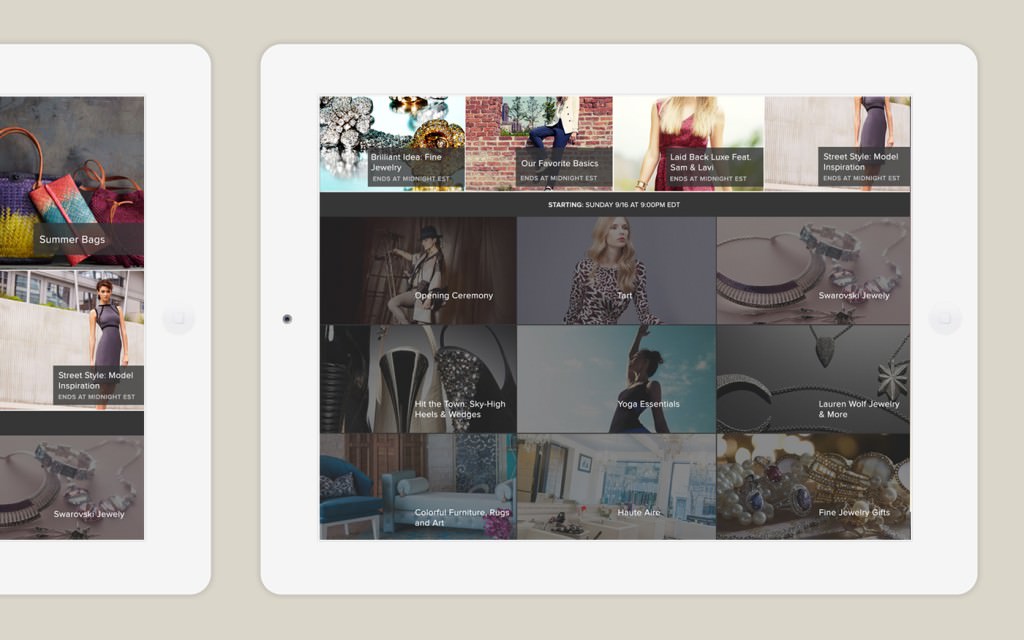 Summer Bags
Street Style: Model
Inspiration
ENDS AT MIDNIGHT EST
Swarovski Jewely
Brilliant Idea: Fine
Jewelry
ENDS AT MIDNIGHT EST
Our Favorite Basics
ENDS AT MIDNIGHT EST
Laid Back Luxe Feat.
Sam & Lavi
ENDS AT MIDNIGHT EST
Street Style: Model
Inspiration
ENDS AT MIDNIGHT EST
STARTING: SUNDAY 9/16 AT 9:00PM EDT
Opening Ceremony
Tart
Swarovski Jewely
Hit the Town: Sky-High
Heels & Wedges
Yoga Essentials
Lauren Wolf Jewelry
& More
Colorful Furniture, Rugs
and Art
Haute Aire
Fine Jewelry Gifts